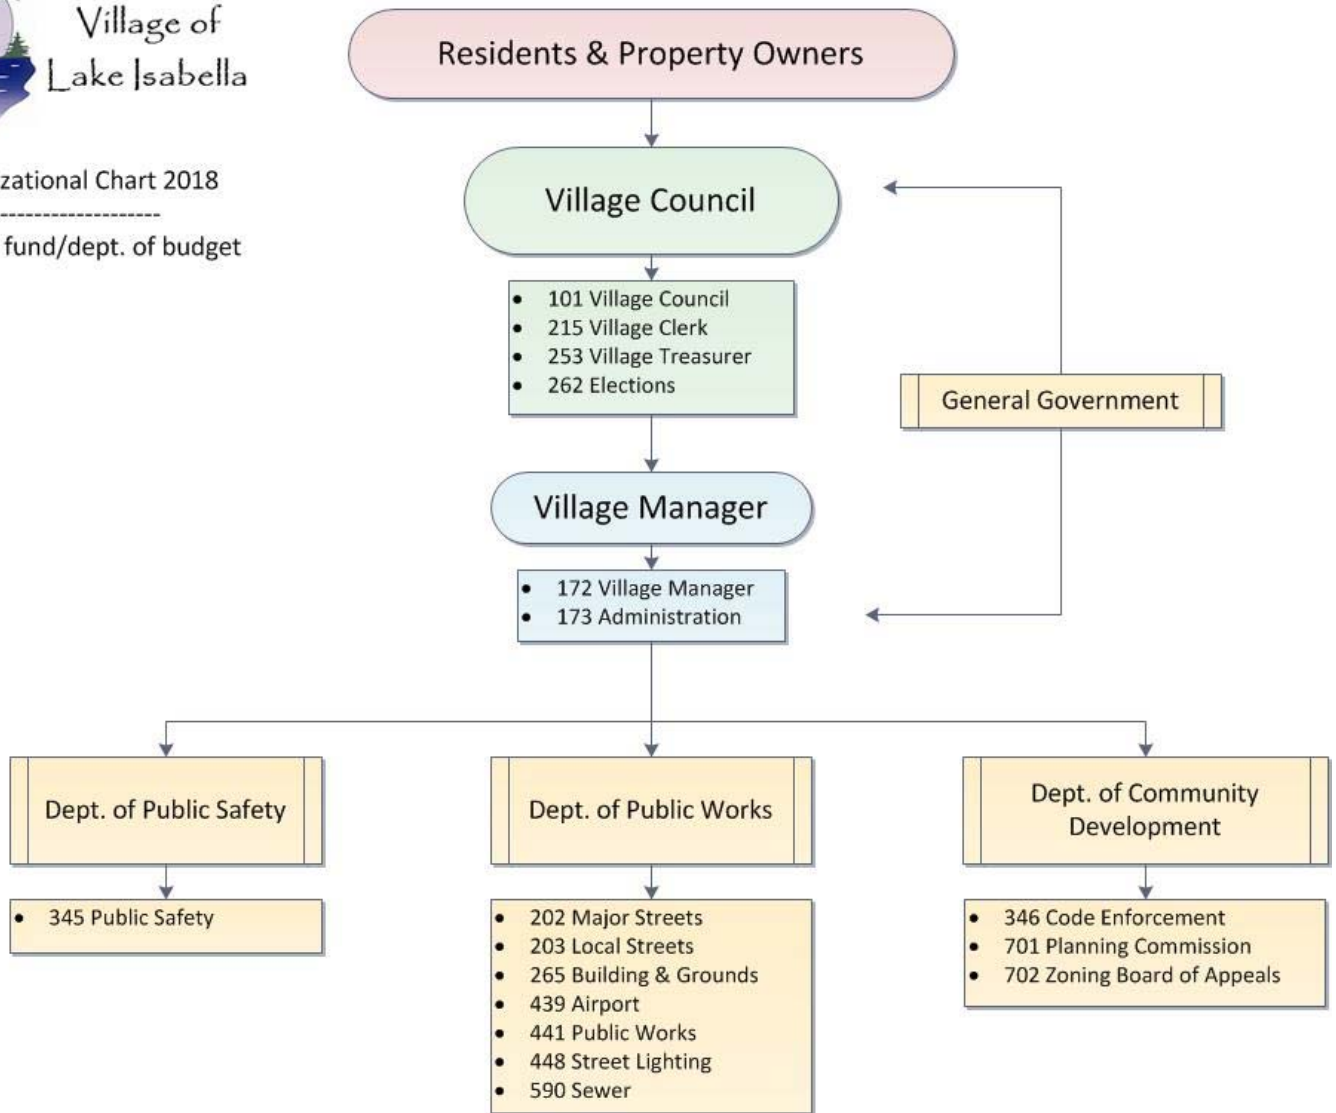 Village of
Lake Isabella
zational Chart 2018
-------------------
fund/dept. of budget
Residents & Property Owners
Village Council
• 101 Village Council
• 215 Village Clerk
• 253 Village Treasurer
• 262 Elections
General Government
Village Manager
• 172 Village Manager
• 173 Administration
Dept. of Public Safety
• 345 Public Safety
Dept. of Public Works
• 202 Major Streets
• 203 Local Streets
• 265 Building & Grounds
• 439 Airport
• 441 Public Works
• 448 Street Lighting
• 590 Sewer
Dept. of Community
Development
• 346 Code Enforcement
• 701 Planning Commission
• 702 Zoning Board of Appeals